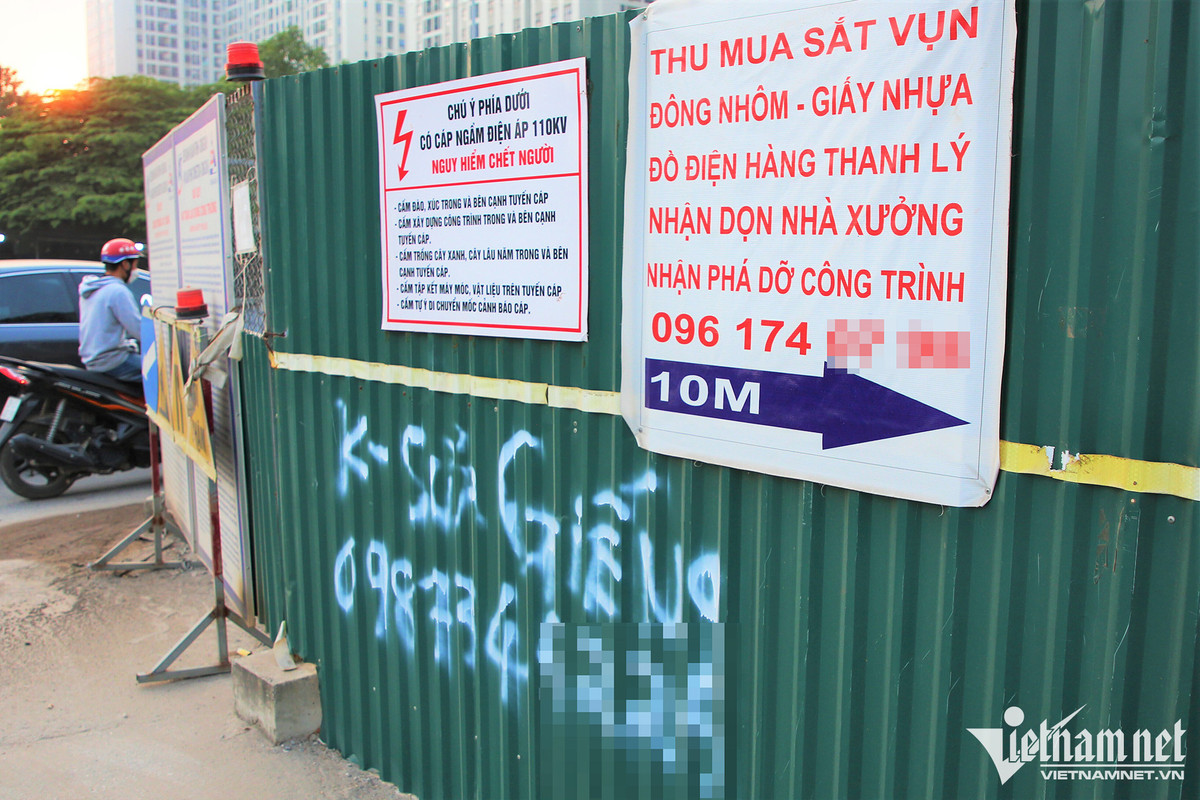 CHÚ Ý PHÍA DƯỚI
CÓ CÁP NGẦM ĐIỆN ÁP 110KV
NGUY HIỂM CHẾT NGƯỜI
- CẤM ĐÀO, XÚC TRONG VÀ BÊN CẠNH TUYẾN CÁP
- CẤM XÂY DỰNG CÔNG TRÌNH TRONG VÀ BÊN CẠNH
TUYẾN CÁP.
- CẤM TRỒNG CÂY XANH, CÂY LÂU NĂM TRONG VÀ BÊN
CẠNH TUYẾN CÁP.
- CẤM TẬP KẾT MÁY MÓC, VẬT LIỆU TRÊN TUYẾN CÁP
- CẤM TỰ Ý DI CHUYỂN MỐC CẢNH BÁO CÁP.
THU MUA SẮT VỤN
ĐỒNG NHÔM - GIẤY NHỰA
ĐỒ ĐIỆN HÀNG THANH LÝ
NHẬN DỌN NHÀ XƯỞNG
NHẬN PHÁ DỠ CÔNG TRÌNH
096 174
10M
K- SỬA GIẾNG
098734
Vietnamnet
VIETNAMNET.VN